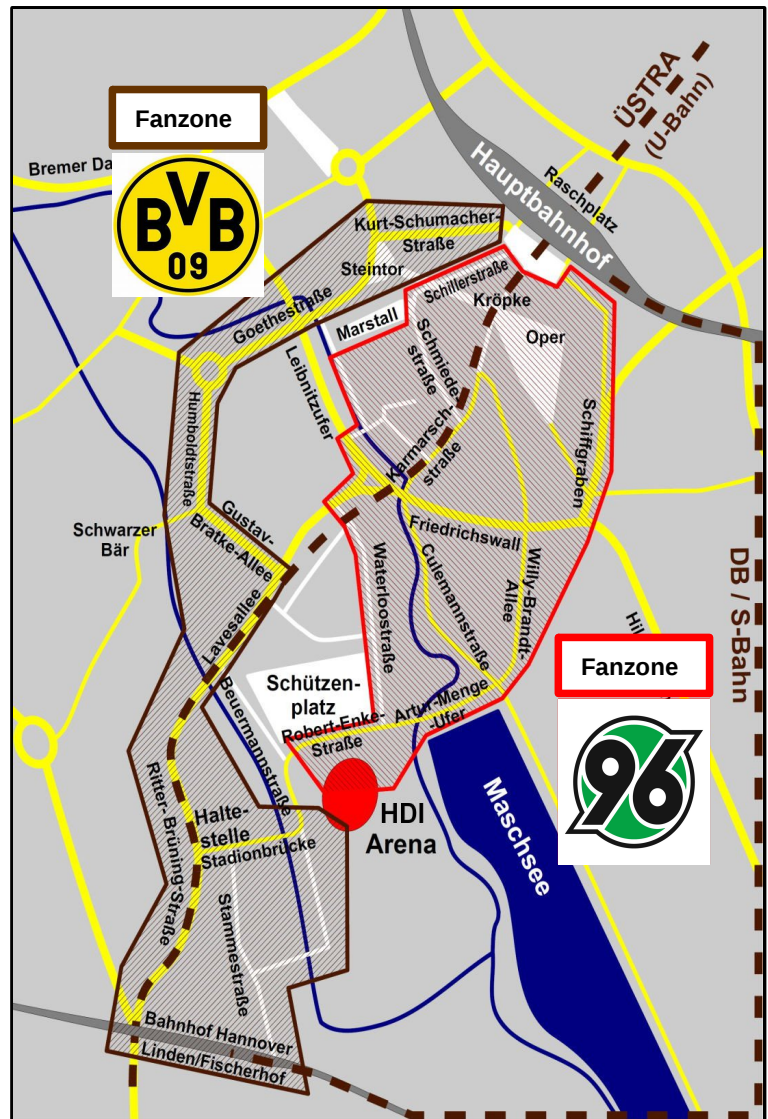 ÜSTRA
(U-Bahn)
Fanzone
BVB
09
Bremer Da
Hauptbahnhof
Raschplatz
Kurt-Schumacher-
Straße
Steintor
Goethestraße
Schillerstraße
Kröpke
Marstall
Oper
Schmiede-
straße
Leibnitzufer
Karmarsch-
straße
Humboldtstraße
Schiffgraben
Gustav-
Bratke-Allee
Schwarzer
Bär
Friedrichswall
Waterloostraße
Culemannstraße
Willy-Brandt-
Allee
DB / S-Bahn
Hil
Lavesallee
Beuermannstraße
Fanzone
96
Schützen-
platz
Robert-Enke-
Straße
Artur-Menge
-Ufer
Ritter-Brüning-Straße
Halte-
stelle
Stadionbrücke
HDI
Arena
Maschsee
Stammestraße
Bahnhof Hannover
Linden/Fischerhof